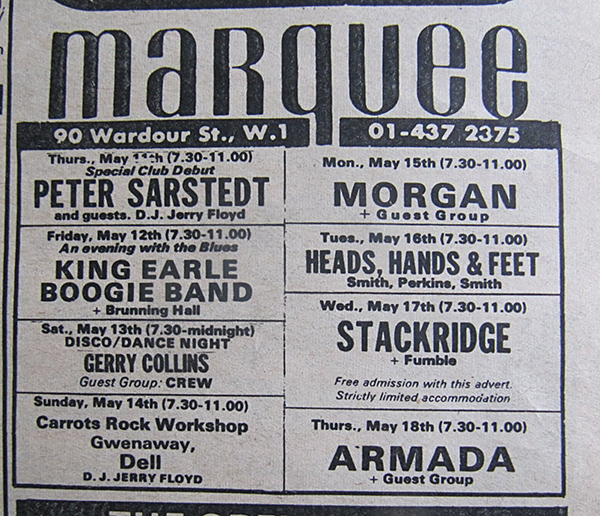 marquee
90 Wardour St., W.1
01-437 2375
Thurs., May 11th (7.30-11.00)
Special Club Debut
PETER SARSTEDT
and guests. D.J. Jerry Floyd
Friday, May 12th (7.30-11.00)
An evening with the Blues
KING EARLE
BOOGIE BAND
+ Brunning Hall
Sat., May 13th (7.30-midnight)
DISCO/DANCE NIGHT
GERRY COLLINS
Guest Group: CREW
Sunday, May 14th (7.30-11.00)
Carrots Rock Workshop
Gwenaway,
Dell
D.J. JERRY FLOYD
Mon., May 15th (7.30-11.00)
MORGAN
+ Guest Group
Tues., May 16th (7.30-11.00)
HEADS, HANDS & FEET
Smith, Perkins, Smith
Wed., May 17th (7.30-11.00)
STACKRIDGE
+ Fumble
Free admission with this advert.
Strictly limited accommodation
Thurs., May 18th (7.30-11.00)
ARMADA
+ Guest Group